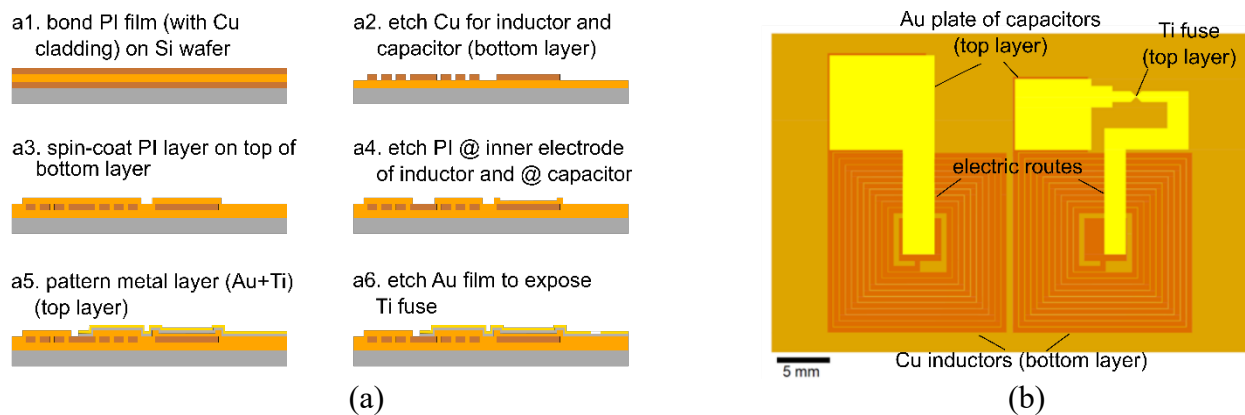 a1. bond PI film (with Cu
cladding) on Si wafer
a2. etch Cu for inductor and
capacitor (bottom layer)
a3. spin-coat PI layer on top of
bottom layer
a4. etch PI @ inner electrode
of inductor and @ capacitor
a5. pattern metal layer (Au+Ti)
(top layer)
a6. etch Au film to expose
Ti fuse
(a)
Au plate of capacitors
(top layer)
Ti fuse
(top layer)
electric routes
Cu inductors (bottom layer)
5 mm
(b)